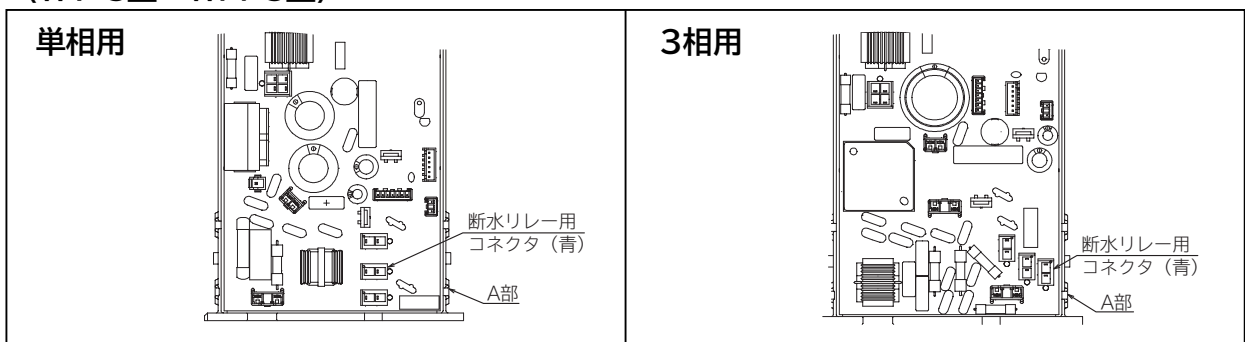 単相用
断水リレー用
コネクタ（青）
A部
3相用
断水リレー用
コネクタ（青）
A部